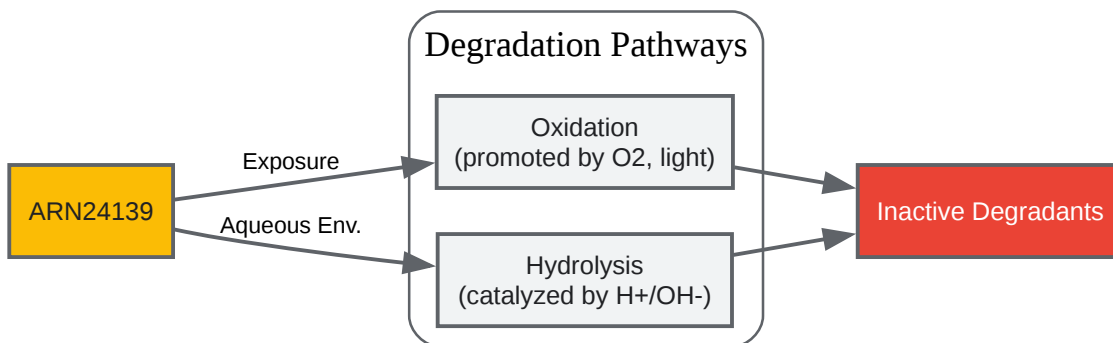 Degradation Pathways
Oxidation
(promoted by O2, light)
Exposure
ARN24139
Inactive Degradants
Aqueous Env.
Hydrolysis
(catalyzed by H+/OH-)